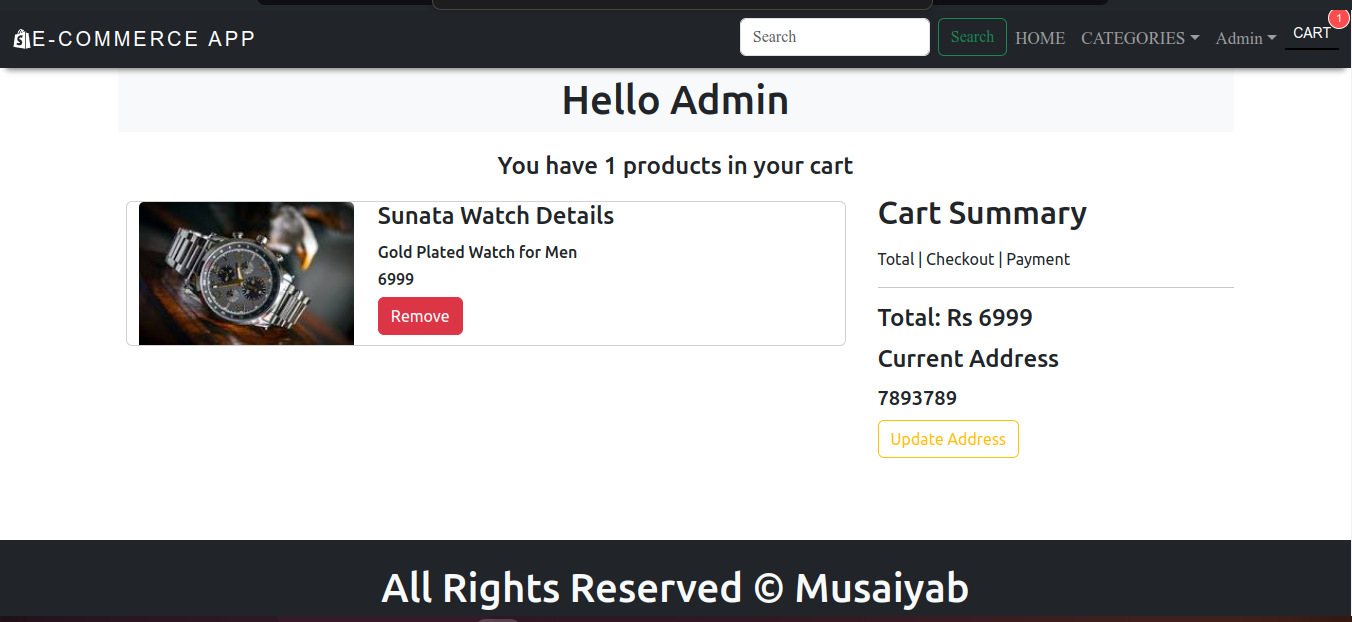 E-COMMERCE APP
Search
Search
HOME
CATEGORIES
Admin
CART
1
Hello Admin
You have 1 products in your cart
Sunata Watch Details
Gold Plated Watch for Men
6999
Remove
Cart Summary
Total | Checkout | Payment
Total: Rs 6999
Current Address
7893789
Update Address
All Rights Reserved © Musaiyab